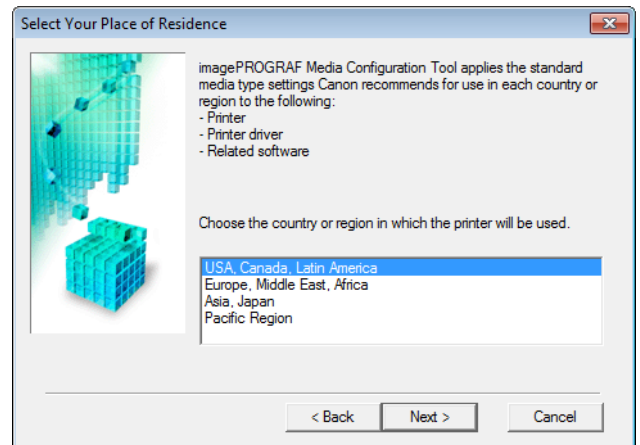 Select Your Place of Residence
imagePROGRAF Media Configuration Tool applies the standard
media type settings Canon recommends for use in each country or
region to the following:
- Printer
- Printer driver
- Related software
Choose the country or region in which the printer will be used.
USA, Canada, Latin America
Europe, Middle East, Africa
Asia, Japan
Pacific Region
< Back
Next >
Cancel